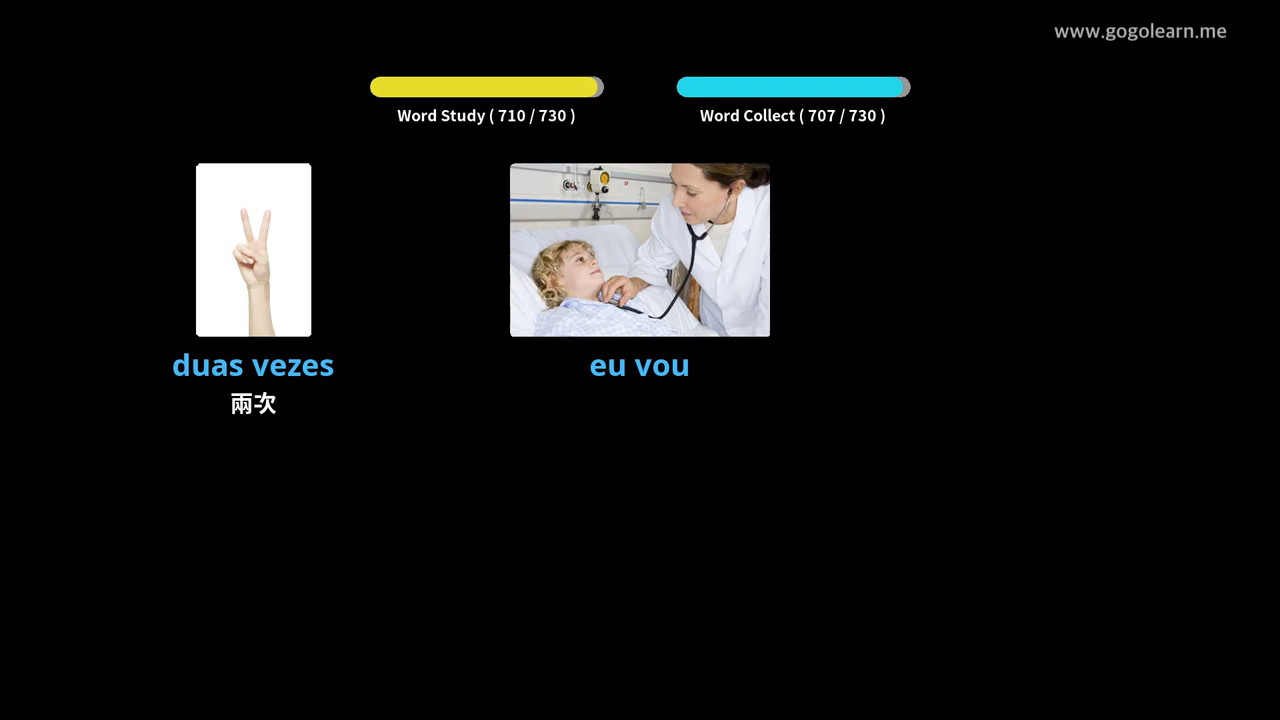 www.gogolearn.me
Word Study ( 710 / 730 )
Word Collect ( 707 / 730 )
duas vezes
兩次
eu vou